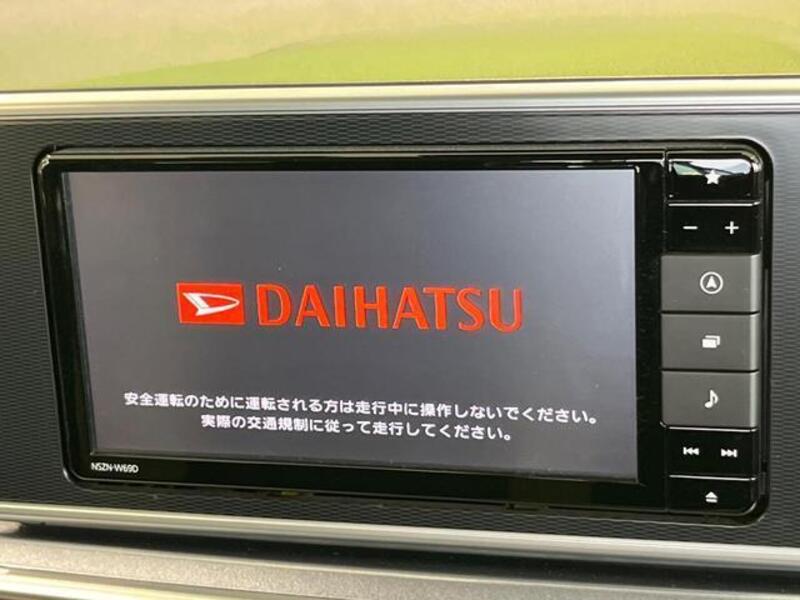 DAIHATSU
安全運転のために運転される方は走行中に操作しないでください。
実際の交通規制に従って走行してください。
NSZN-W69D